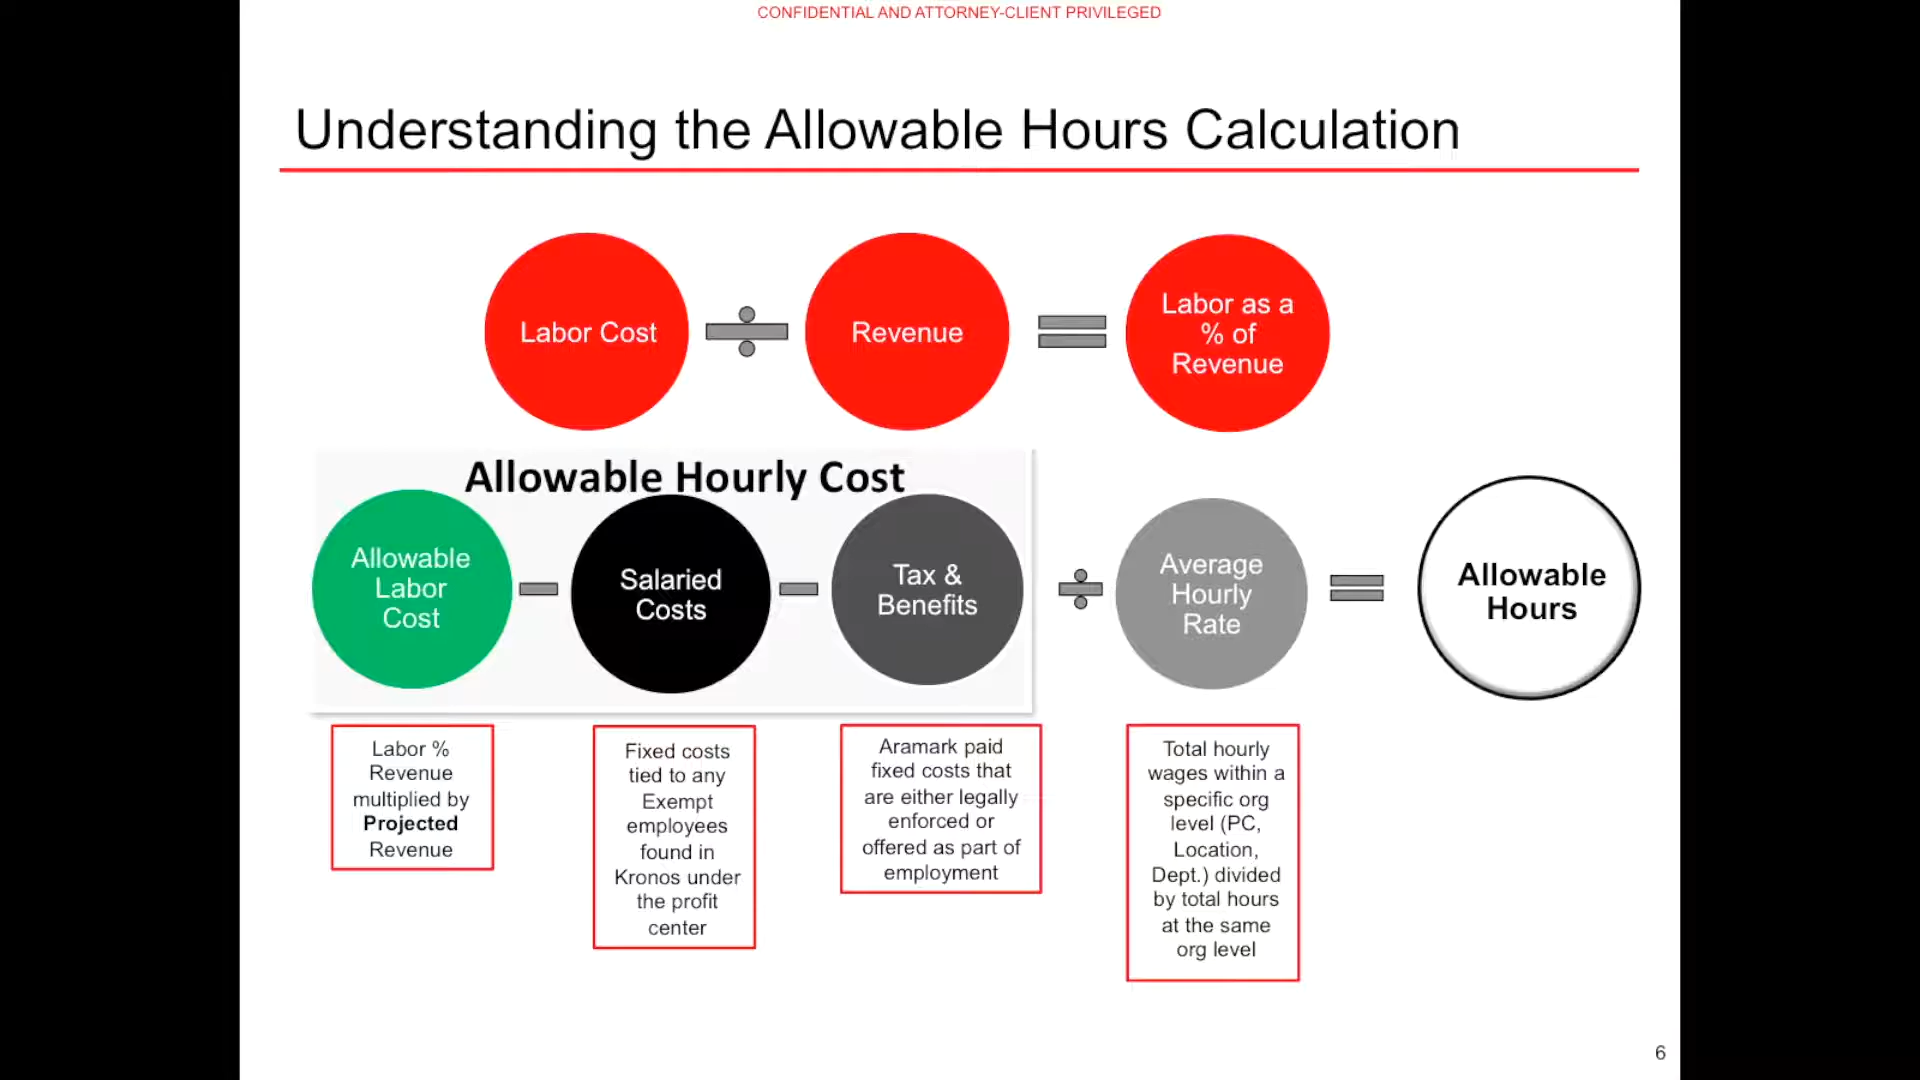 CONFIDENTIAL AND ATTORNEY-CLIENT PRIVILEGED
Understanding the Allowable Hours Calculation
Labor Cost
Revenue
Labor as a
% of
Revenue
Allowable Hourly Cost
Allowable
Labor
Cost
Salaried
Costs
Tax &
Benefits
Average
Hourly
Rate
Allowable
Hours
Labor %
Revenue
multiplied by
Projected
Revenue
Fixed costs
tied to any
Exempt
employees
found in
Kronos under
the profit
center
Aramark paid
fixed costs that
are either legally
enforced or
offered as part of
employment
Total hourly
wages within a
specific org
level (PC,
Location,
Dept.) divided
by total hours
at the same
org level
6